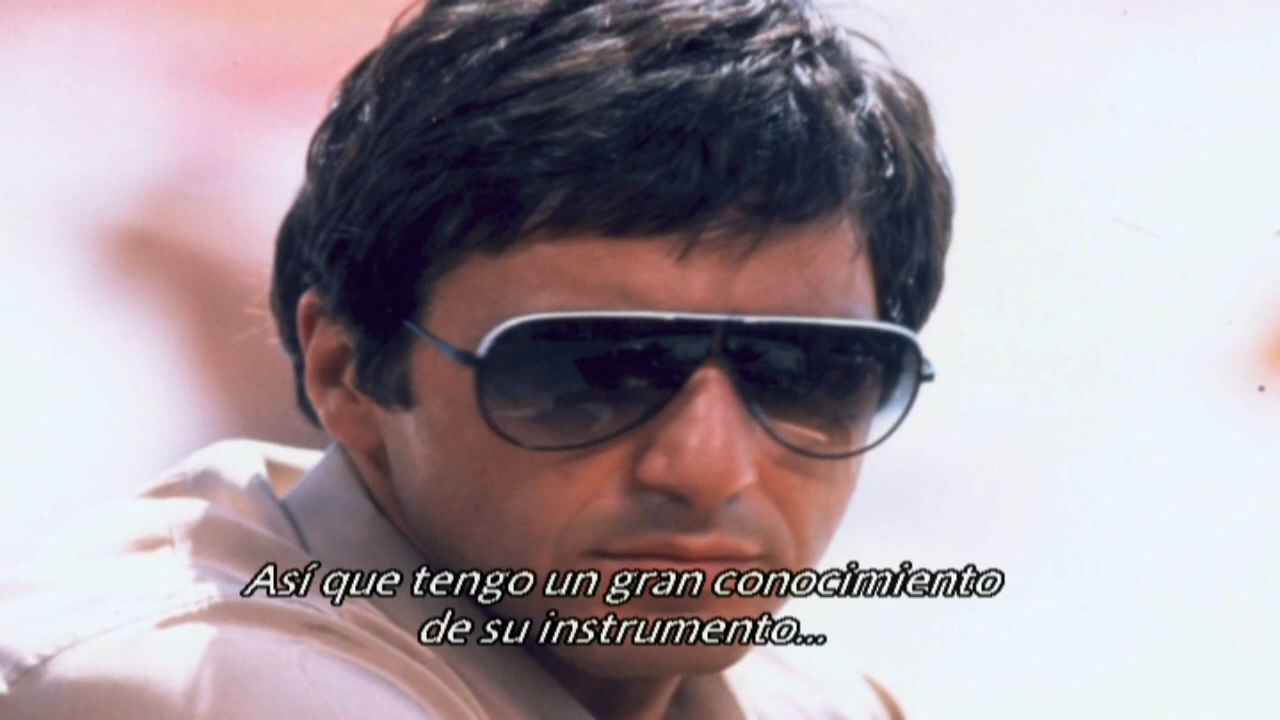 Así que tengo un gran conocimiento
de su instrumento...